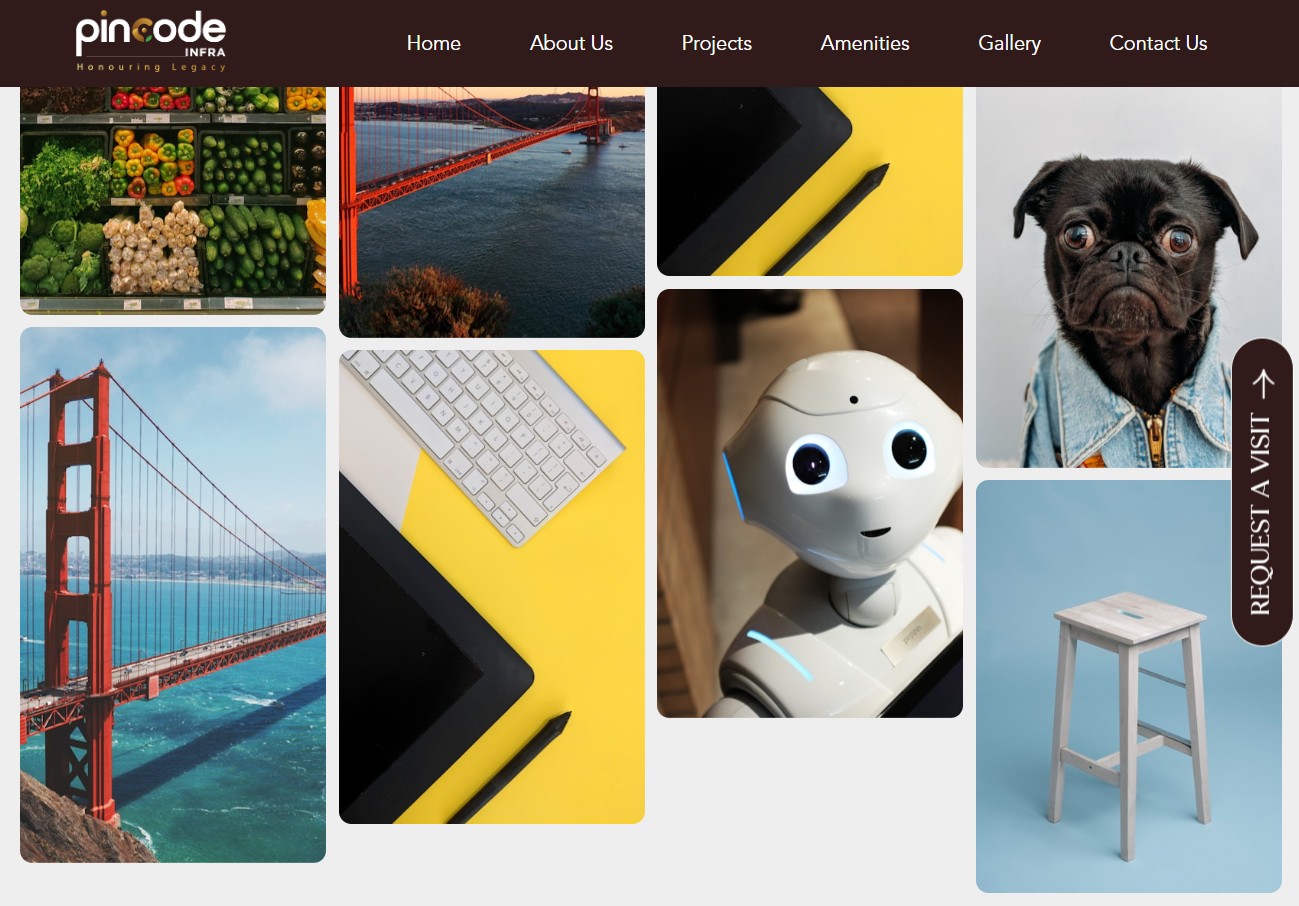 pincode
INFRA
Honouring Legacy
Home
About Us
Projects
Amenities
Gallery
Contact Us
REQUEST A VISIT →